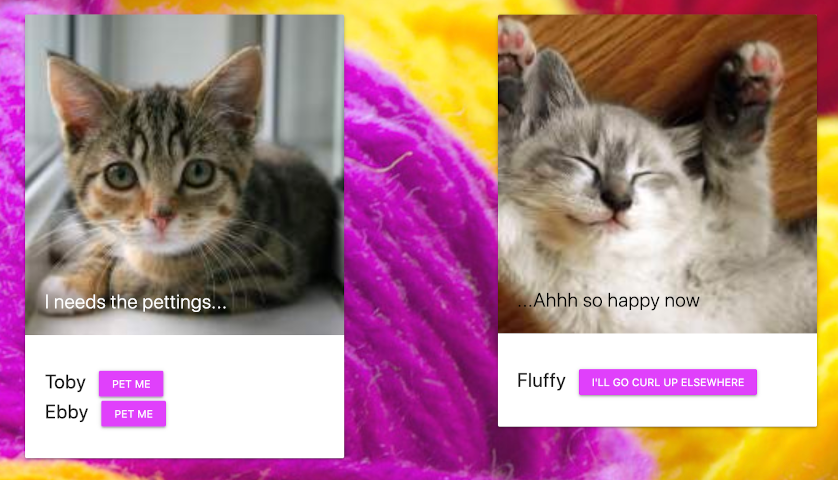 I needs the pettings...
Toby PET ME
Ebby PET ME
...Ahhh so happy now
Fluffy I'LL GO CURL UP ELSEWHERE